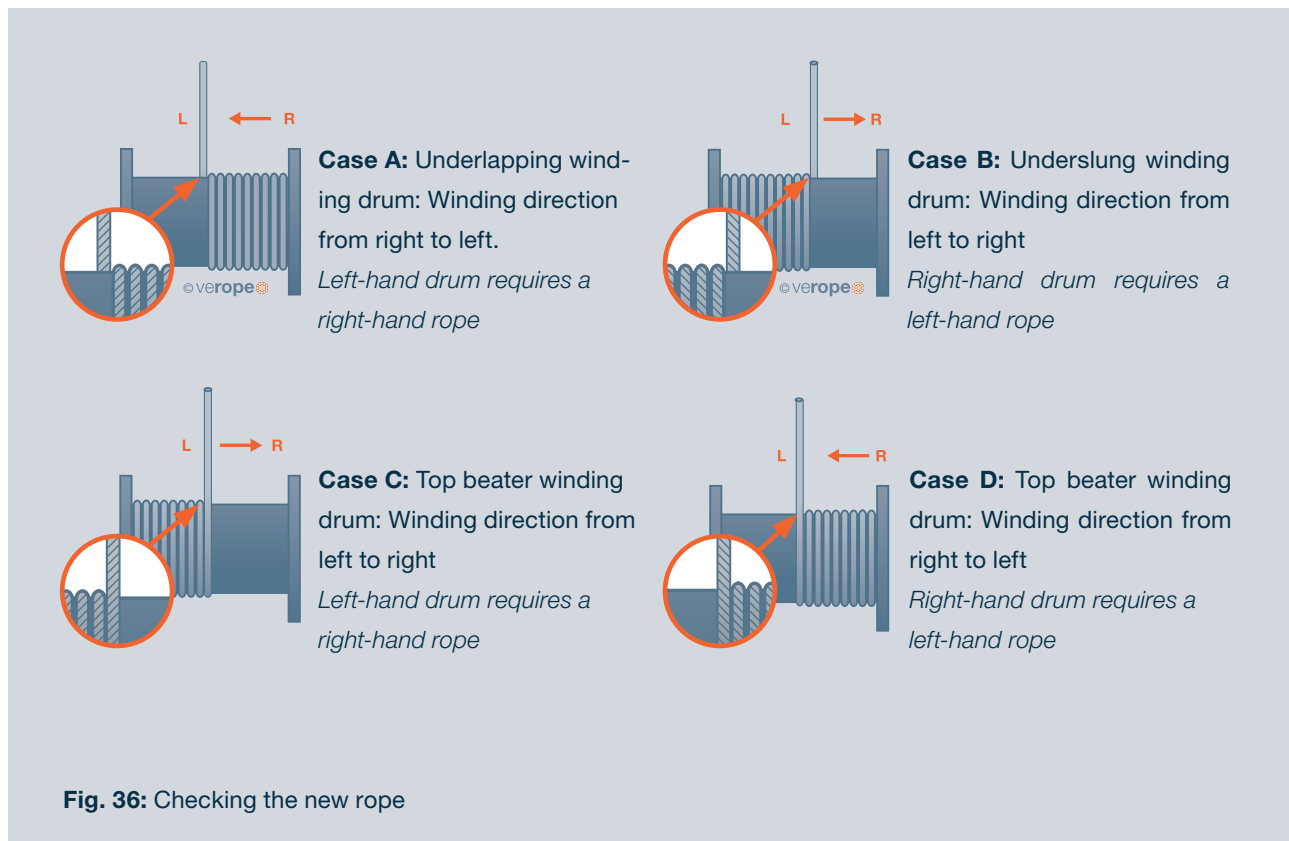 L R
Case A: Underlapping wind-
ing drum: Winding direction
from right to left.
Left-hand drum requires a
right-hand rope
© verope
L R
Case B: Underslung winding
drum: Winding direction from
left to right
Right-hand drum requires a
left-hand rope
© verope
L R
Case C: Top beater winding
drum: Winding direction from
left to right
Left-hand drum requires a
right-hand rope
L R
Case D: Top beater winding
drum: Winding direction from
right to left
Right-hand drum requires a
left-hand rope
Fig. 36: Checking the new rope